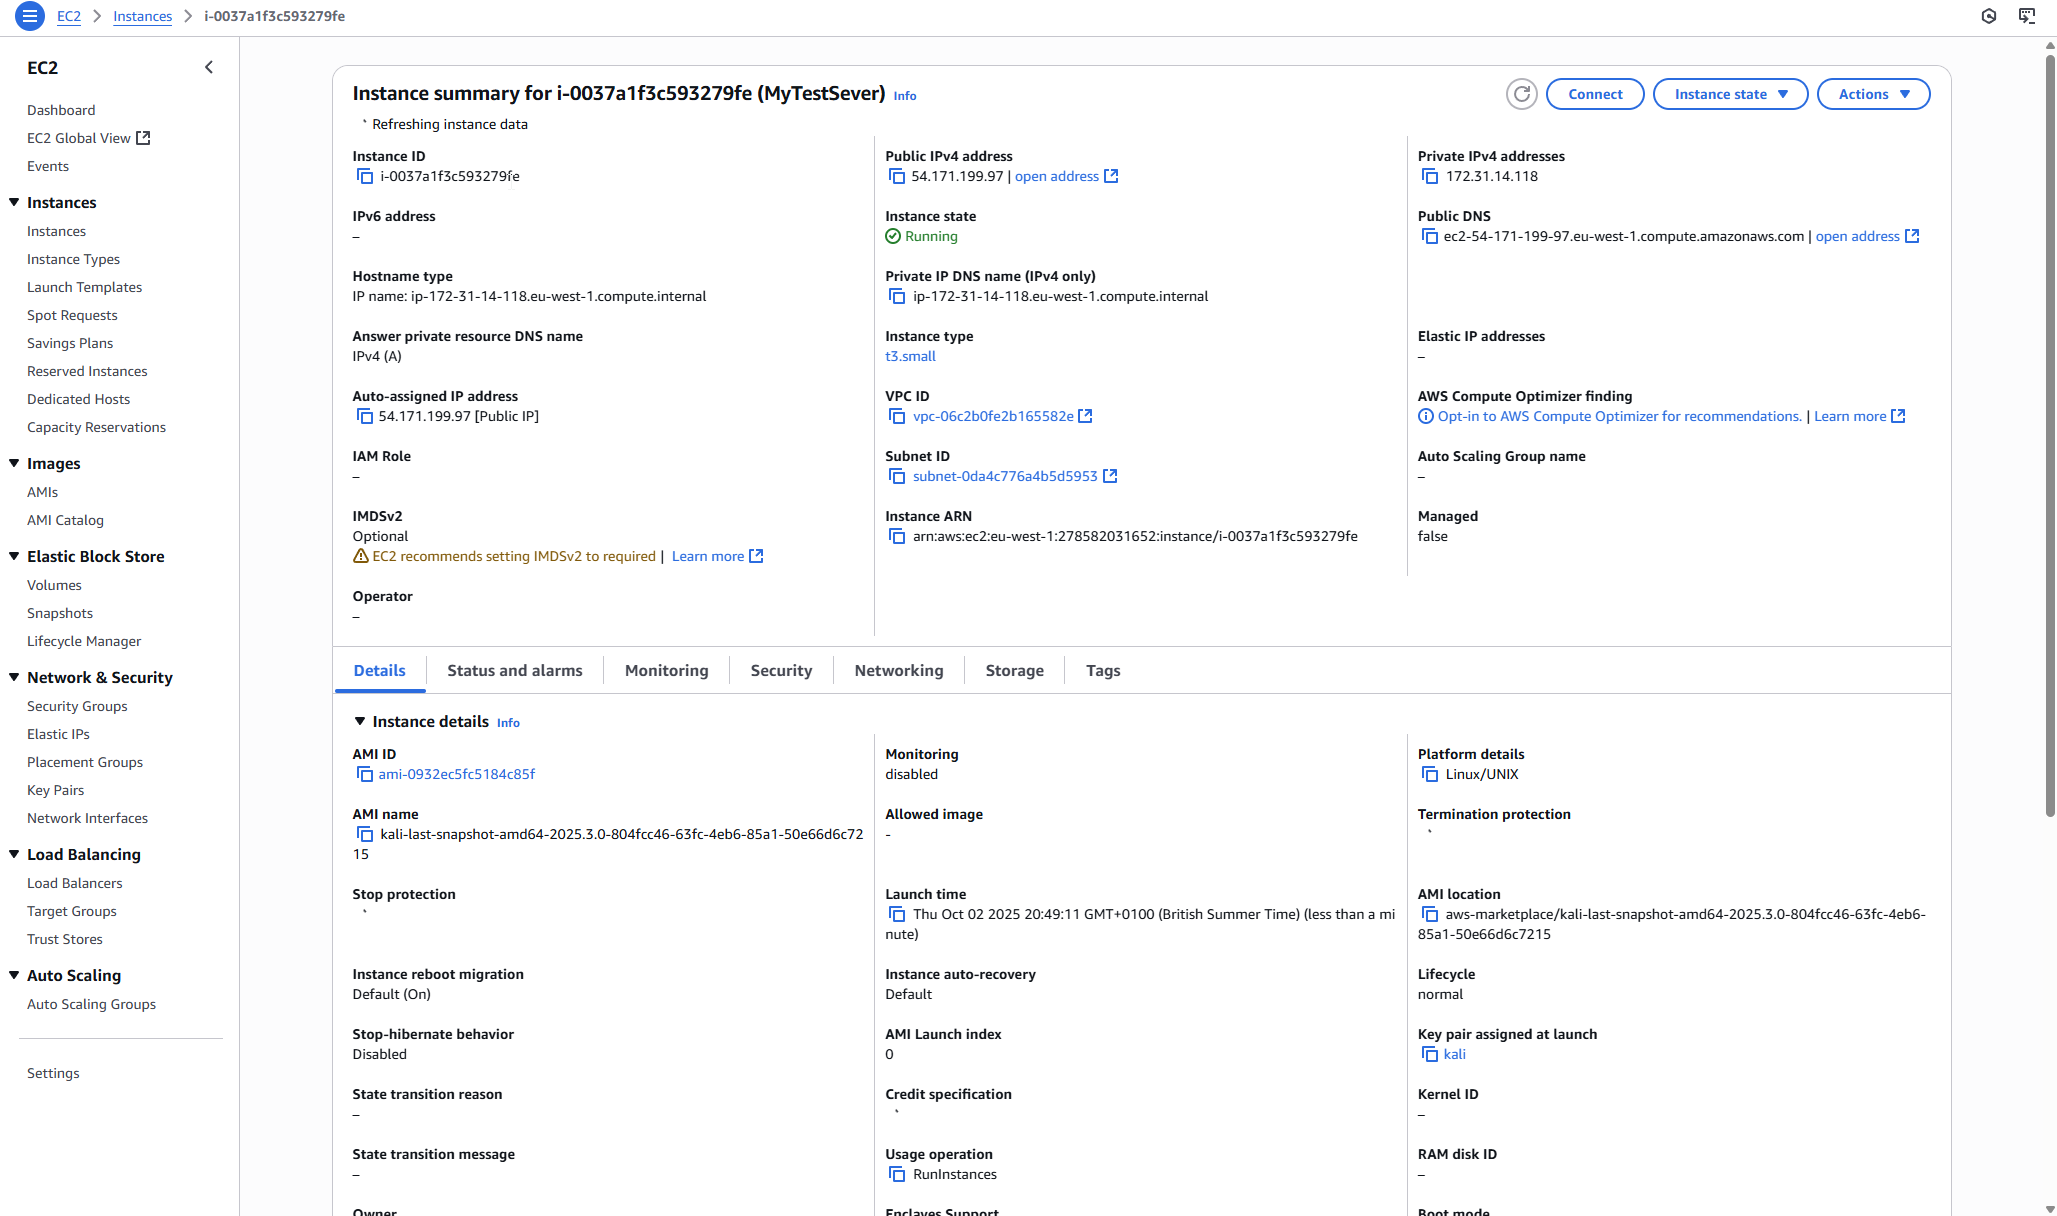 EC2 > Instances > i-0037a1f3c593279fe
EC2
Dashboard
EC2 Global View
Events
Instances
Instances
Instance Types
Launch Templates
Spot Requests
Savings Plans
Reserved Instances
Dedicated Hosts
Capacity Reservations
Images
AMIs
AMI Catalog
Elastic Block Store
Volumes
Snapshots
Lifecycle Manager
Network & Security
Security Groups
Elastic IPs
Placement Groups
Key Pairs
Network Interfaces
Load Balancing
Load Balancers
Target Groups
Trust Stores
Auto Scaling
Auto Scaling Groups
Settings
Instance summary for i-0037a1f3c593279fe (MyTestSever) Info
Connect
Instance state
Actions
Refreshing instance data
Instance ID
i-0037a1f3c593279fe
Public IPv4 address
54.171.199.97 | open address
Private IPv4 addresses
172.31.14.118
IPv6 address
–
Instance state
Running
Public DNS
ec2-54-171-199-97.eu-west-1.compute.amazonaws.com | open address
Hostname type
IP name: ip-172-31-14-118.eu-west-1.compute.internal
Private IP DNS name (IPv4 only)
ip-172-31-14-118.eu-west-1.compute.internal
Answer private resource DNS name
IPv4 (A)
Instance type
t3.small
Elastic IP addresses
–
Auto-assigned IP address
54.171.199.97 [Public IP]
VPC ID
vpc-06c2b0fe2b165582e
AWS Compute Optimizer finding
Opt-in to AWS Compute Optimizer for recommendations. | Learn more
IAM Role
–
Subnet ID
subnet-0da4c776a4b5d5953
Auto Scaling Group name
–
IMDSv2
Optional
EC2 recommends setting IMDSv2 to required | Learn more
Instance ARN
arn:aws:ec2:eu-west-1:278582031652:instance/i-0037a1f3c593279fe
Managed
false
Operator
–
Details
Status and alarms
Monitoring
Security
Networking
Storage
Tags
Instance details Info
AMI ID
ami-0932ec5fc5184c85f
Monitoring
disabled
Platform details
Linux/UNIX
AMI name
kali-last-snapshot-amd64-2025.3.0-804fcc46-63fc-4eb6-85a1-50e66d6c72
15
Allowed image
-
Termination protection
Stop protection
Launch time
Thu Oct 02 2025 20:49:11 GMT+0100 (British Summer Time) (less than a mi
nute)
AMI location
aws-marketplace/kali-last-snapshot-amd64-2025.3.0-804fcc46-63fc-4eb6-
85a1-50e66d6c7215
Instance reboot migration
Default (On)
Instance auto-recovery
Default
Lifecycle
normal
Stop-hibernate behavior
Disabled
AMI Launch index
0
Key pair assigned at launch
kali
State transition reason
–
Credit specification
Kernel ID
–
State transition message
–
Usage operation
RunInstances
RAM disk ID
–
Owner
Enclaves Support
Boot mode